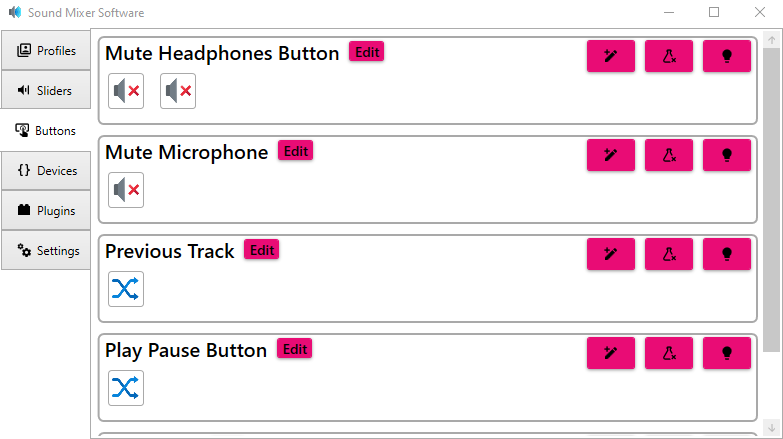 Sound Mixer Software
Profiles
Sliders
Buttons
Devices
Plugins
Settings
Mute Headphones Button Edit
Mute Microphone Edit
Previous Track Edit
Play Pause Button Edit